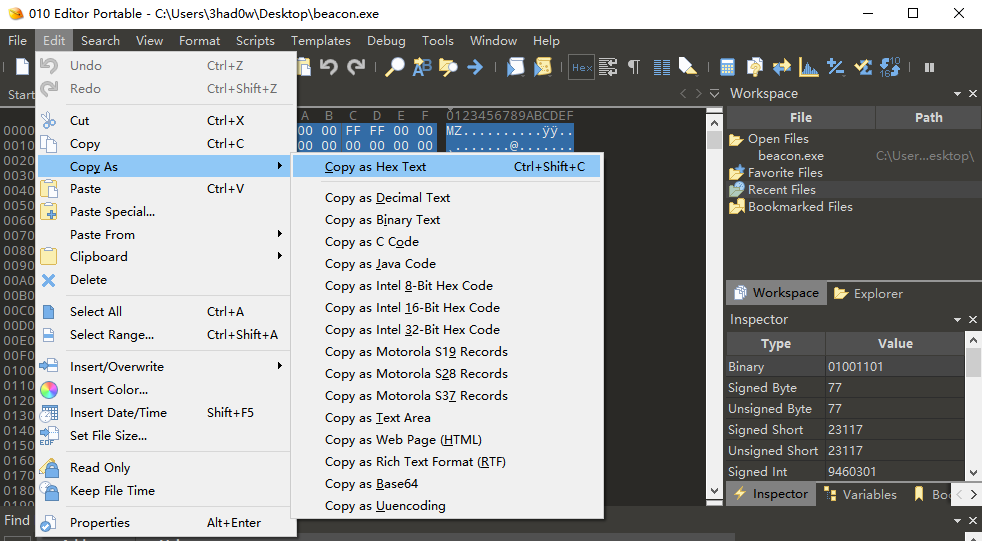 010 Editor Portable - C:\Users\3had0w\Desktop\beacon.exe
File Edit Search View Format Scripts Templates Debug Tools Window Help
Hex
Start
Undo Ctrl+Z
Redo Ctrl+Shift+Z
Cut Ctrl+X
Copy Ctrl+C
Copy As
Paste Ctrl+V
Paste Special...
Paste From
Clipboard
Delete
Select All Ctrl+A
Select Range... Ctrl+Shift+A
Insert/Overwrite
Insert Color...
Insert Date/Time Shift+F5
Set File Size...
Read Only
Keep File Time
Properties Alt+Enter
A B C D E F 0123456789ABCDEF
0000 00 00 FF FF 00 00 MZ..........ÿÿ..
0010 00 00 00 00 00 00 ........@.......
0020
0030
0040
0050
0060
0070
0080
0090
00A0
00B0
00C0
00D0
00E0
00F0
0100
0110
0120
0130
0140
0150
0160
0170
0180
0190
Copy as Hex Text Ctrl+Shift+C
Copy as Decimal Text
Copy as Binary Text
Copy as C Code
Copy as Java Code
Copy as Intel 8-Bit Hex Code
Copy as Intel 16-Bit Hex Code
Copy as Intel 32-Bit Hex Code
Copy as Motorola S19 Records
Copy as Motorola S28 Records
Copy as Motorola S37 Records
Copy as Text Area
Copy as Web Page (HTML)
Copy as Rich Text Format (RTF)
Copy as Base64
Copy as Uuencoding
Find
Workspace
File Path
Open Files
beacon.exe C:\User...esktop\
Favorite Files
Recent Files
Bookmarked Files
Workspace Explorer
Inspector
Type Value
Binary 01001101
Signed Byte 77
Unsigned Byte 77
Signed Short 23117
Unsigned Short 23117
Signed Int 9460301
Inspector Variables Boo